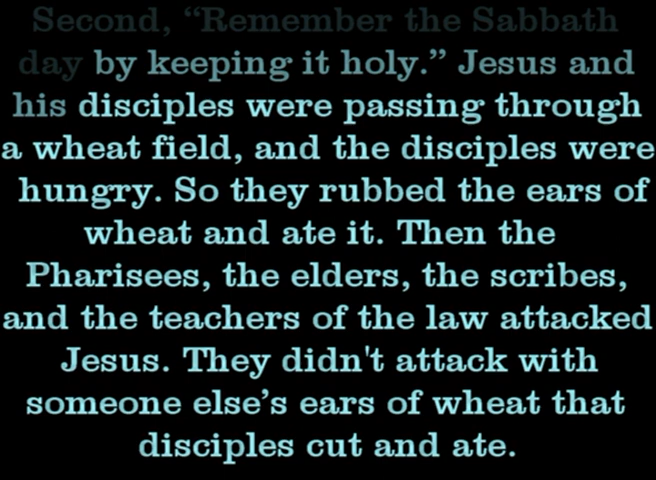 Second, “Remember the Sabbath
day by keeping it holy.” Jesus and
his disciples were passing through
a wheat field, and the disciples were
hungry. So they rubbed the ears of
wheat and ate it. Then the
Pharisees, the elders, the scribes,
and the teachers of the law attacked
Jesus. They didn't attack with
someone else’s ears of wheat that
disciples cut and ate.